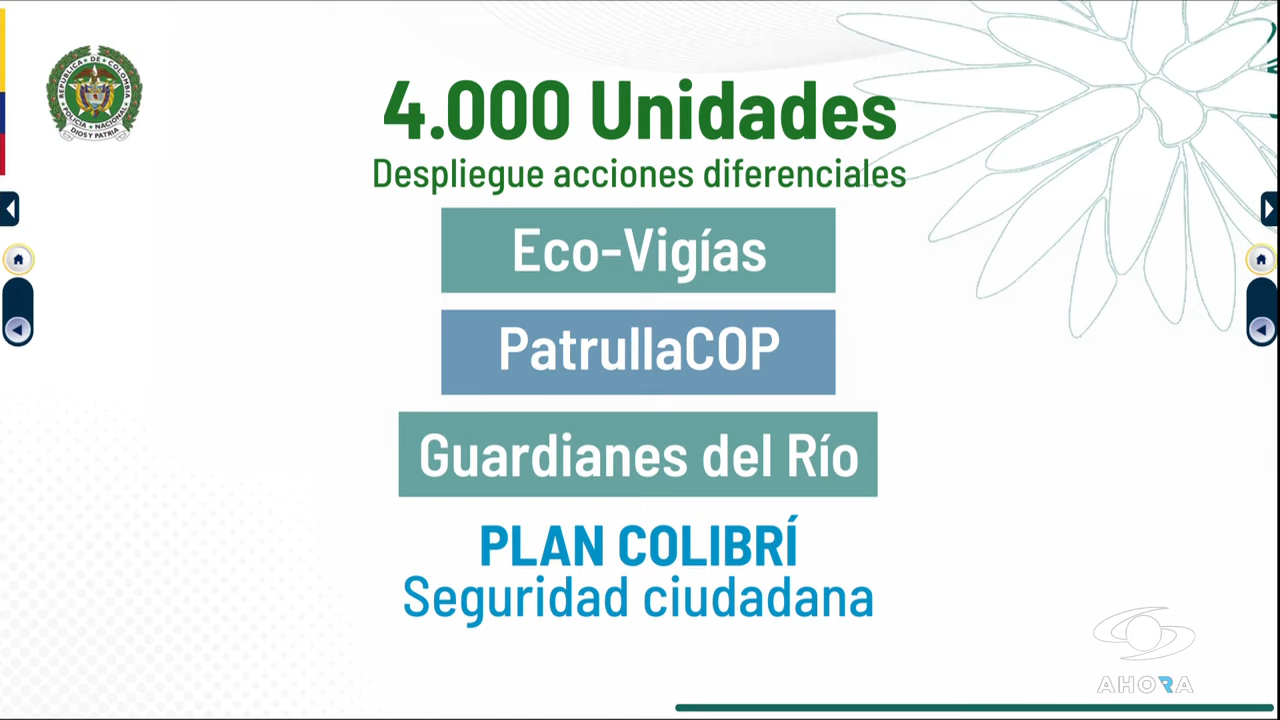 REPÚBLICA DE COLOMBIA
POLICÍA NACIONAL
DIOS Y PATRIA
4.000 Unidades
Despliegue acciones diferenciales
Eco-Vigías
PatrullaCOP
Guardianes del Río
PLAN COLIBRÍ
Seguridad ciudadana
AHORA